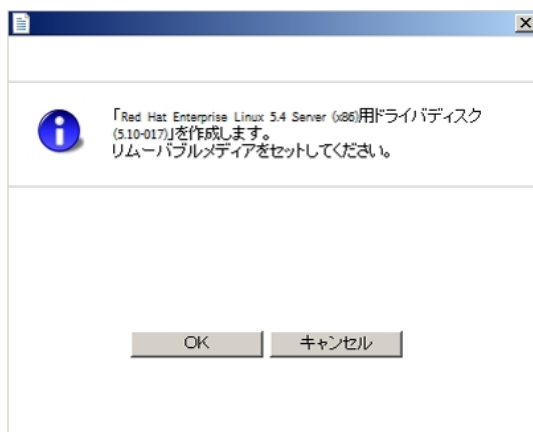 「Red Hat Enterprise Linux 5.4 Server (x86)用ドライバディスク
(5.10-017)」を作成します。
リムーバブルメディアをセットしてください。
OK
キャンセル